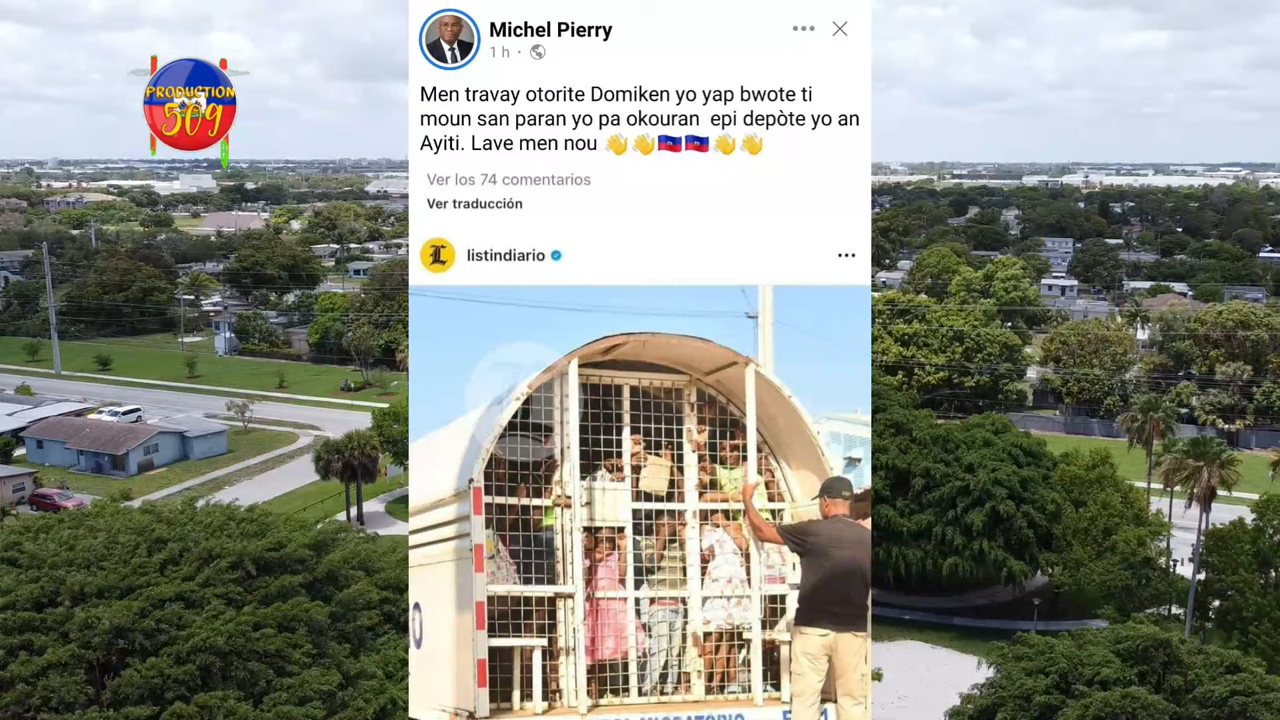 PRODUCTION
509
Michel Pierry
1 h ·
Men travay otorite Domiken yo yap bwote ti
moun san paran yo pa okouran epi depòte yo an
Ayiti. Lave men nou 👋👋🇭🇹🇭🇹👋👋
Ver los 74 comentarios
Ver traducción
listindiario